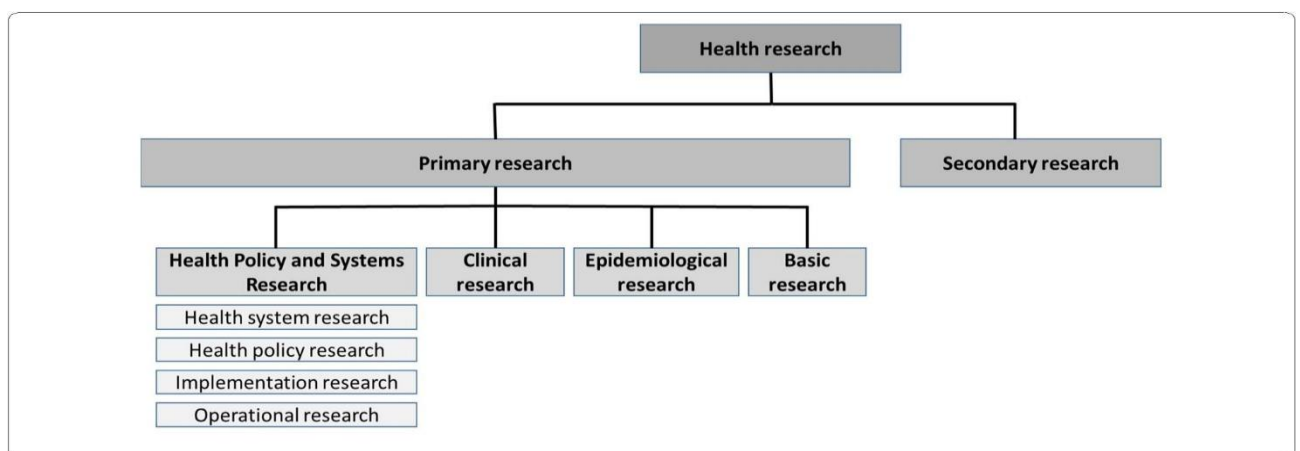 Health research
Primary research
Secondary research
Health Policy and Systems
Research
Clinical
research
Epidemiological
research
Basic
research
Health system research
Health policy research
Implementation research
Operational research